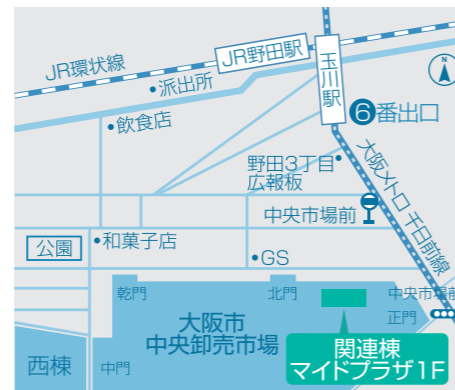 JR環状線
JR野田駅
N
派出所
玉川駅
飲食店
❻番出口
野田3丁目
広報板
大阪メトロ 千日前線
中央市場前
公園
和菓子店
GS
乾門
北門
中央市場前
正門
大阪市
中央卸売市場
関連棟
マイドプラザ1F
西棟
中門